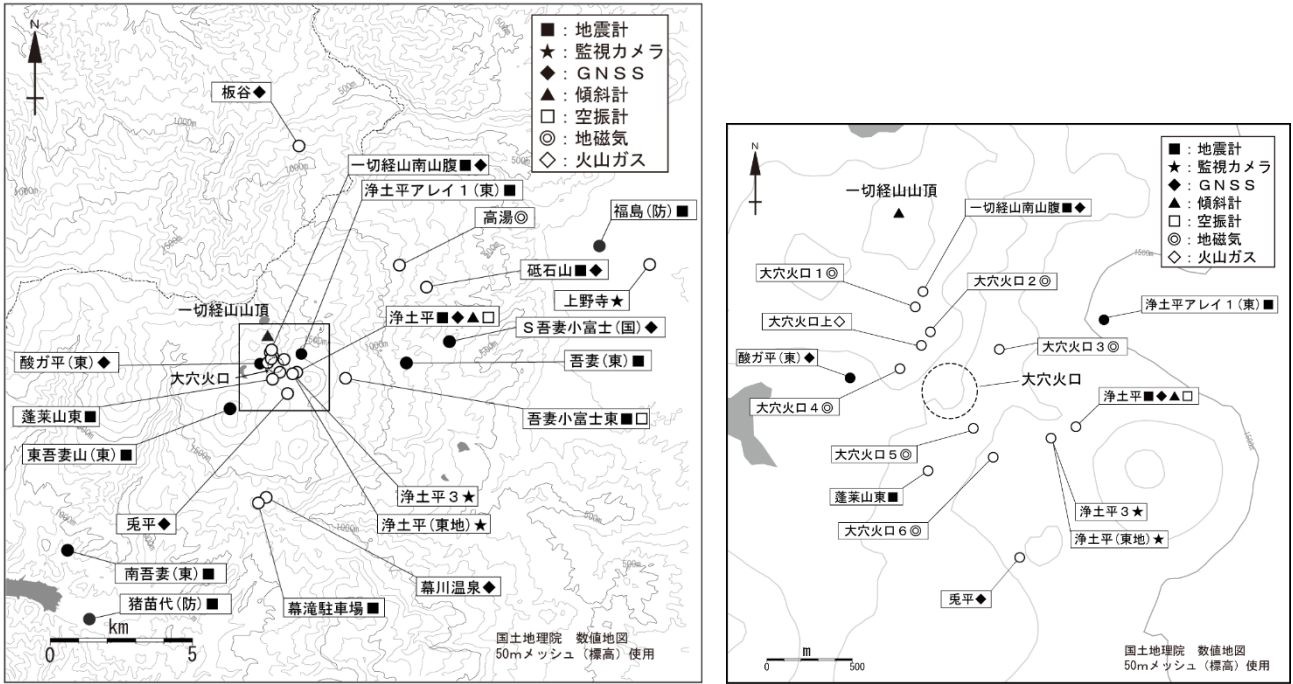 N
■：地震計
★：監視カメラ
◆：ＧＮＳＳ
▲：傾斜計
□：空振計
◎：地磁気
◇：火山ガス
板谷◆
一切経山南山腹■◆
浄土平アレイ１(東)■
高湯◎
福島(防)■
砥石山■◆
上野寺★
一切経山山頂
浄土平■◆▲□
Ｓ吾妻小富士(国)◆
酸ガ平(東)◆
吾妻(東)■
大穴火口
蓬莱山東■
吾妻小富士東■□
東吾妻山(東)■
浄土平３★
兎平◆
浄土平(東地)★
南吾妻(東)■
幕川温泉◆
猪苗代(防)■
幕滝駐車場■
km
0 5
国土地理院　数値地図
50mメッシュ（標高）使用
500m
1000m
1500m
N
■：地震計
★：監視カメラ
◆：ＧＮＳＳ
▲：傾斜計
□：空振計
◎：地磁気
◇：火山ガス
一切経山山頂
一切経山南山腹■◆
大穴火口１◎
大穴火口２◎
1500m
浄土平アレイ１(東)■
大穴火口上◇
大穴火口３◎
酸ガ平(東)◆
大穴火口
大穴火口４◎
浄土平■◆▲□
1500m
大穴火口５◎
蓬莱山東■
浄土平３★
大穴火口６◎
浄土平(東地)★
兎平◆
m
0 500
国土地理院　数値地図
50mメッシュ（標高）使用